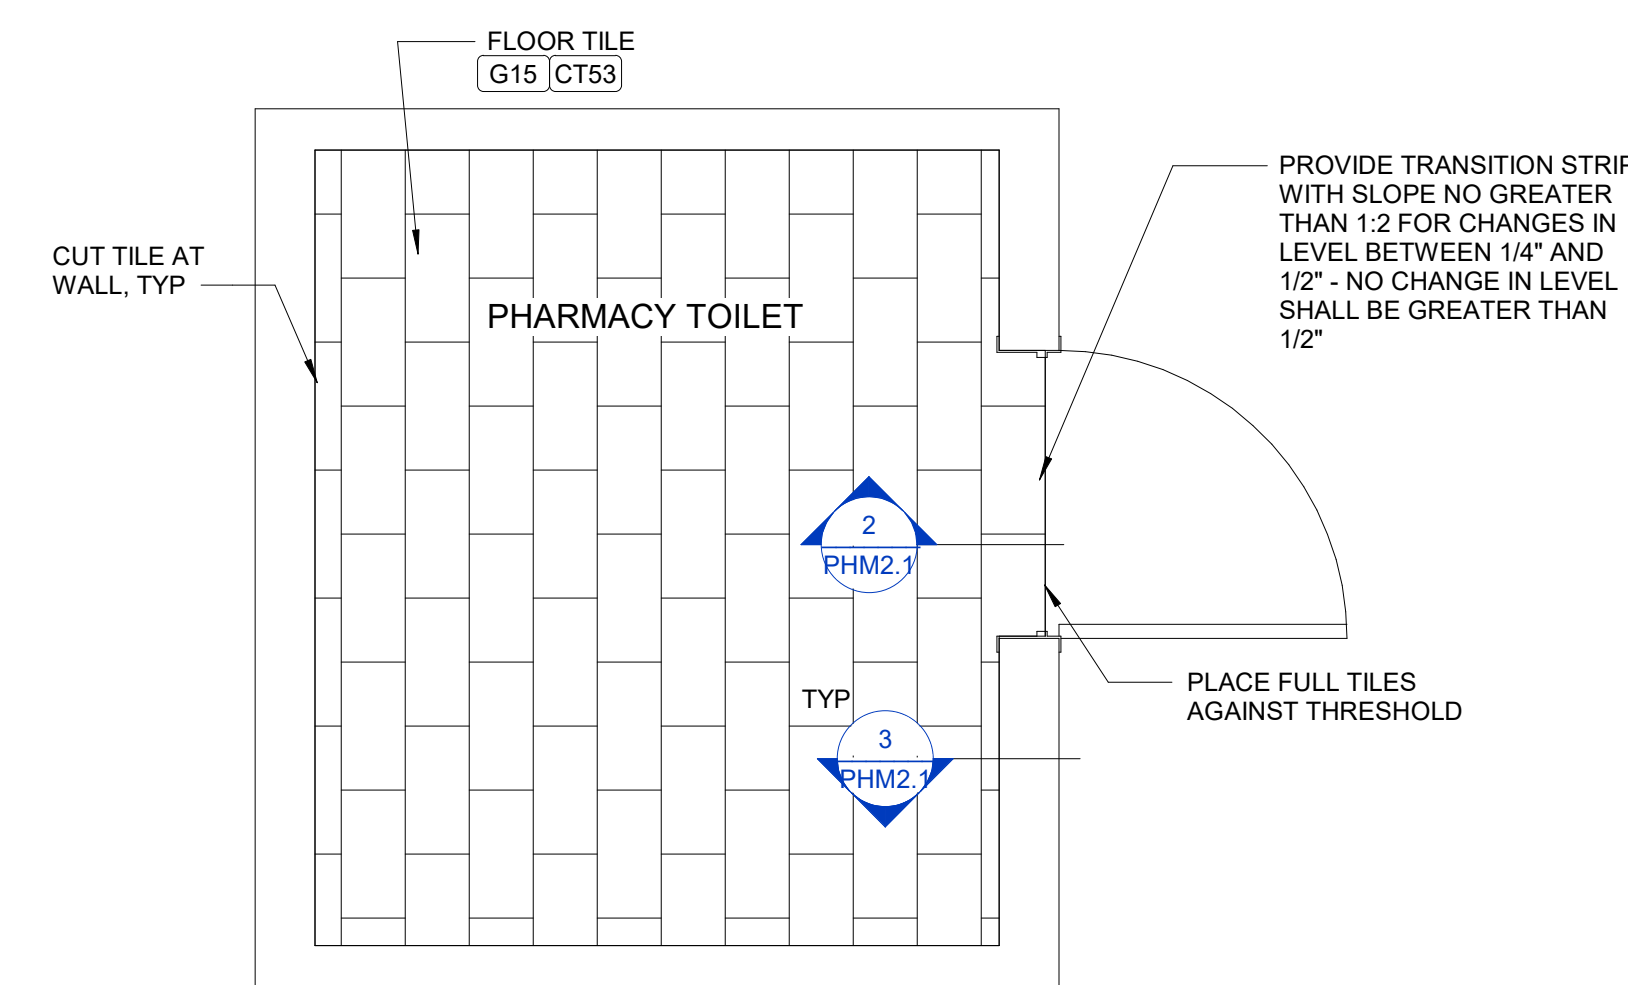 FLOOR TILE
G15 CT53
PROVIDE TRANSITION STRIP
WITH SLOPE NO GREATER
THAN 1:2 FOR CHANGES IN
LEVEL BETWEEN 1/4" AND
1/2" - NO CHANGE IN LEVEL
SHALL BE GREATER THAN
1/2"
CUT TILE AT
WALL, TYP
PHARMACY TOILET
2
PHM2.1
PLACE FULL TILES
AGAINST THRESHOLD
TYP
3
PHM2.1